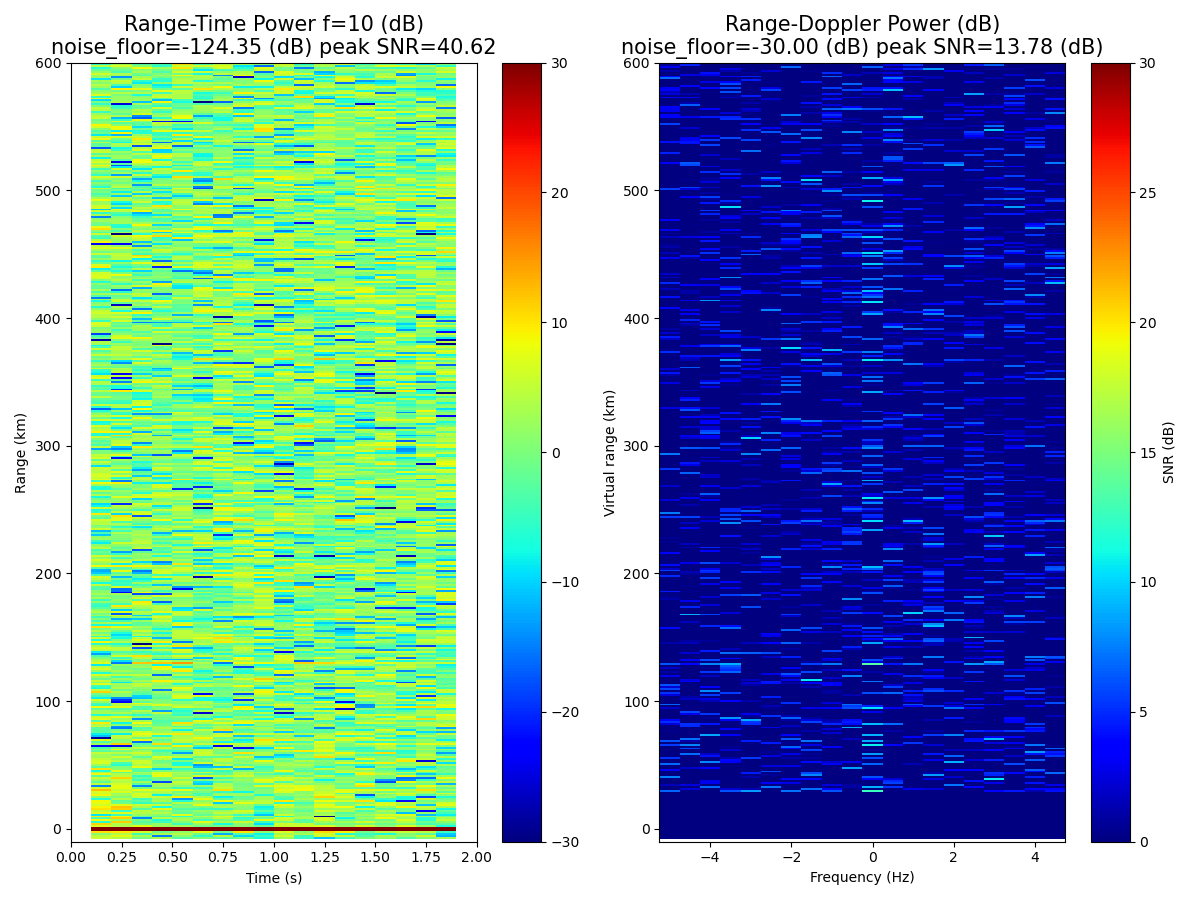 Range-Time Power f=10 (dB)
noise_floor=-124.35 (dB) peak SNR=40.62
Range (km)
600
500
400
300
200
100
0
0.00 0.25 0.50 0.75 1.00 1.25 1.50 1.75 2.00
Time (s)
30
20
10
0
−10
−20
−30
Range-Doppler Power (dB)
noise_floor=-30.00 (dB) peak SNR=13.78 (dB)
Virtual range (km)
600
500
400
300
200
100
0
−4 −2 0 2 4
Frequency (Hz)
30
25
20
15
10
5
0
SNR (dB)